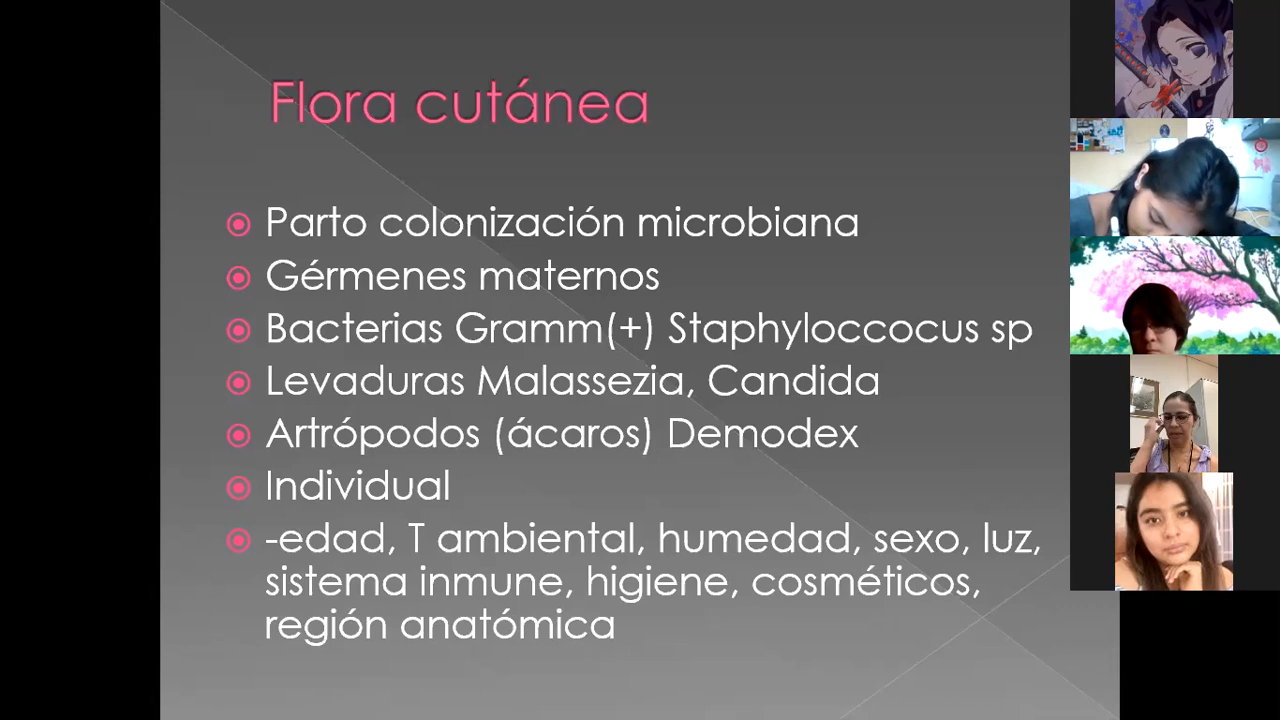 Flora cutánea
Parto colonización microbiana
Gérmenes maternos
Bacterias Gramm(+) Staphyloccocus sp
Levaduras Malassezia, Candida
Artrópodos (ácaros) Demodex
Individual
-edad, T ambiental, humedad, sexo, luz,
sistema inmune, higiene, cosméticos,
región anatómica